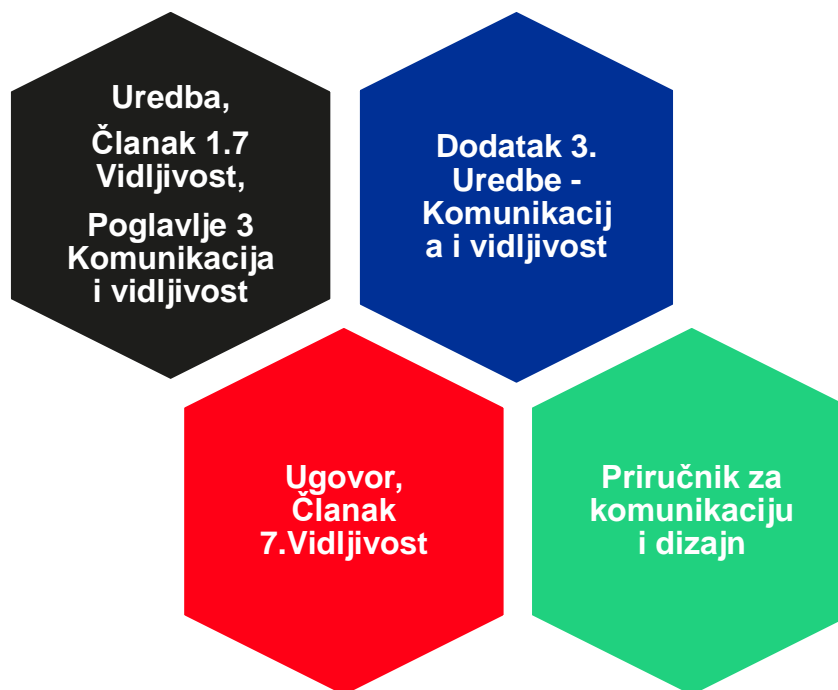 Uredba,
Članak 1.7
Vidljivost,
Poglavlje 3
Komunikacija
i vidljivost
Dodatak 3.
Uredbe -
Komunikacij
a i vidljivost
Ugovor,
Članak
7.Vidljivost
Priručnik za
komunikaciju
i dizajn